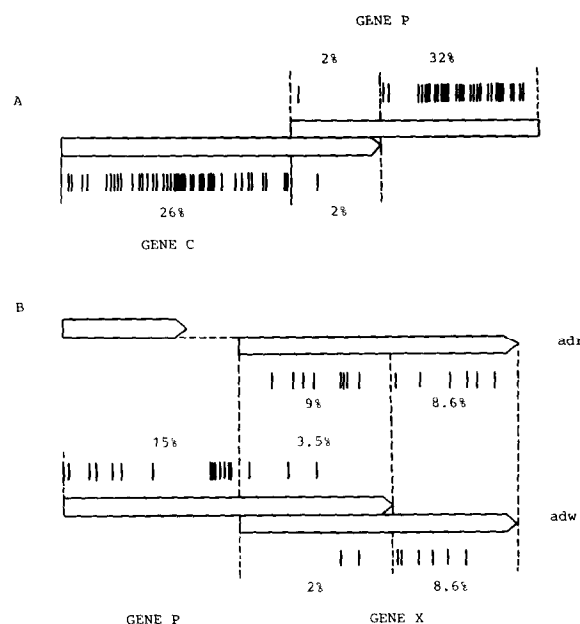 GENE P
2% 32%
A
26% 2%
GENE C
B
adr
9% 8.6%
15% 3.5%
adw
2% 8.6%
GENE P GENE X